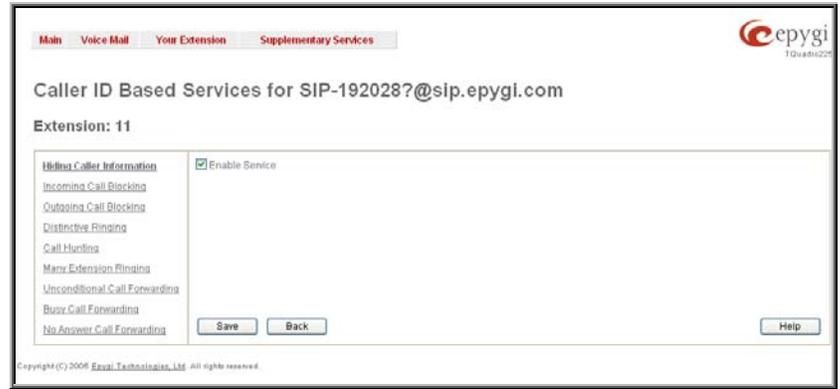 Main Voice Mail Your Extension Supplementary Services
epygi
TQuadro225
Caller ID Based Services for SIP-192028?@sip.epygi.com
Extension: 11
Hiding Caller Information
Enable Service
Incoming Call Blocking
Outgoing Call Blocking
Distinctive Ringing
Call Hunting
Many Extension Ringing
Unconditional Call Forwarding
Busy Call Forwarding
No Answer Call Forwarding
Save Back Help
Copyright (C) 2006 Epygi Technologies, Ltd. All rights reserved.